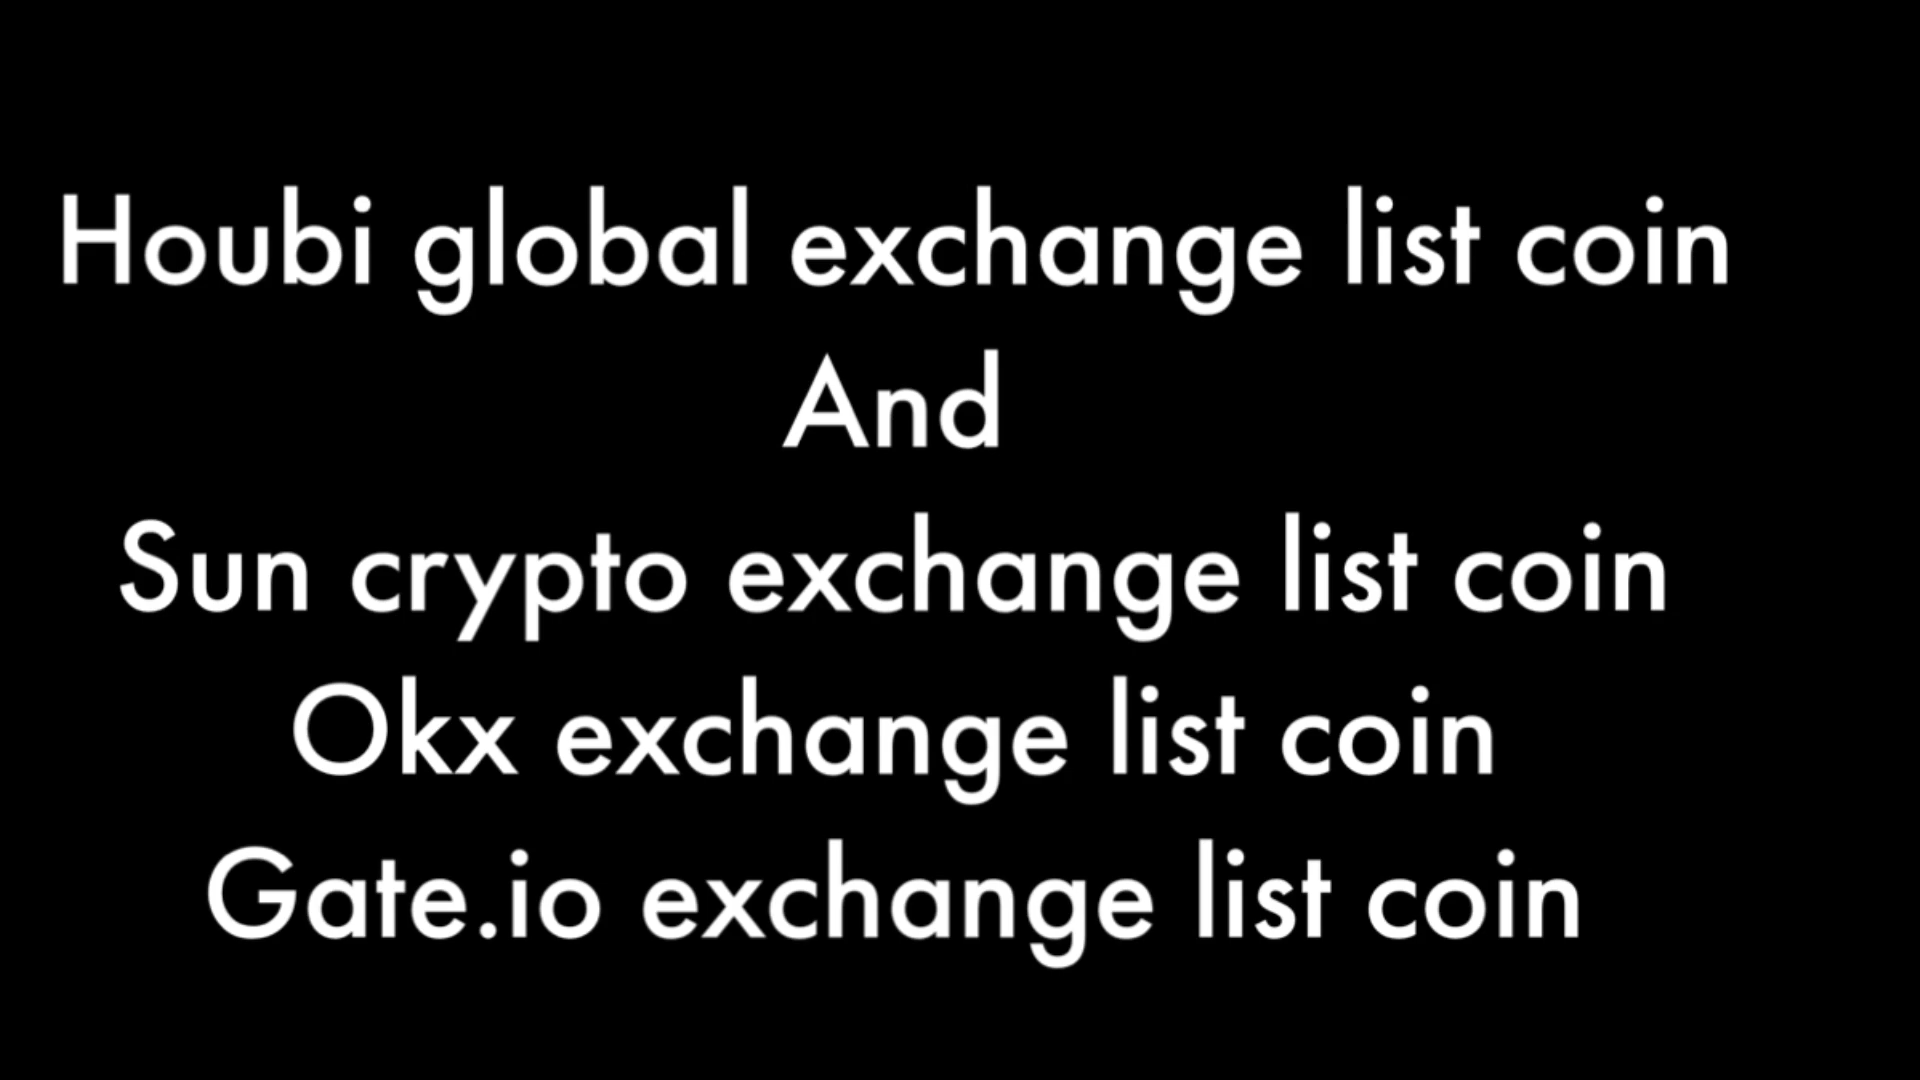 Houbi global exchange list coin
And
Sun crypto exchange list coin
Okx exchange list coin
Gate.io exchange list coin